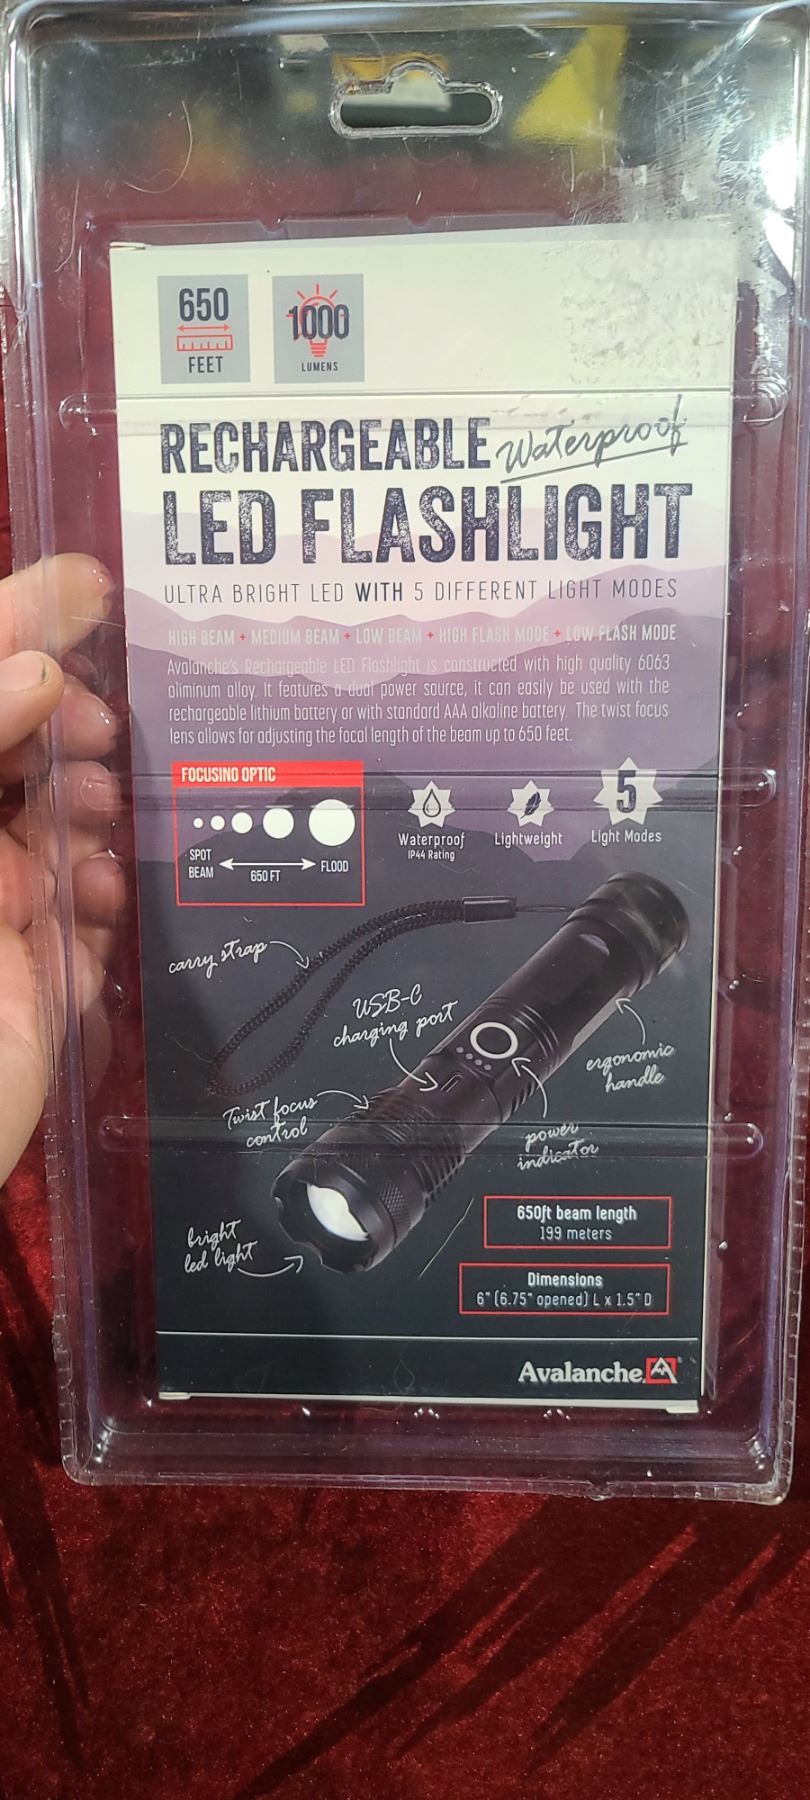 650
FEET
1000
LUMENS
RECHARGEABLE Waterproof
LED FLASHLIGHT
ULTRA BRIGHT LED WITH 5 DIFFERENT LIGHT MODES
HIGH BEAM + MEDIUM BEAM + LOW BEAM + HIGH FLASH MODE + LOW FLASH MODE
Avalanche's Rechargeable LED Flashlight is constructed with high quality 6063
aliminum alloy. It features a dual power source, it can easily be used with the
rechargeable lithium battery or with standard AAA alkaline battery. The twist focus
lens allows for adjusting the focal length of the beam up to 650 feet.
FOCUSING OPTIC
SPOT
BEAM
650 FT
FLOOD
Waterproof
IP44 Rating
Lightweight
5
Light Modes
carry strap
USB-C
charging port
ergonomic
handle
Twist focus
control
power
indicator
bright
led light
650ft beam length
199 meters
Dimensions
6" (6.75" opened) L x 1.5" D
Avalanche